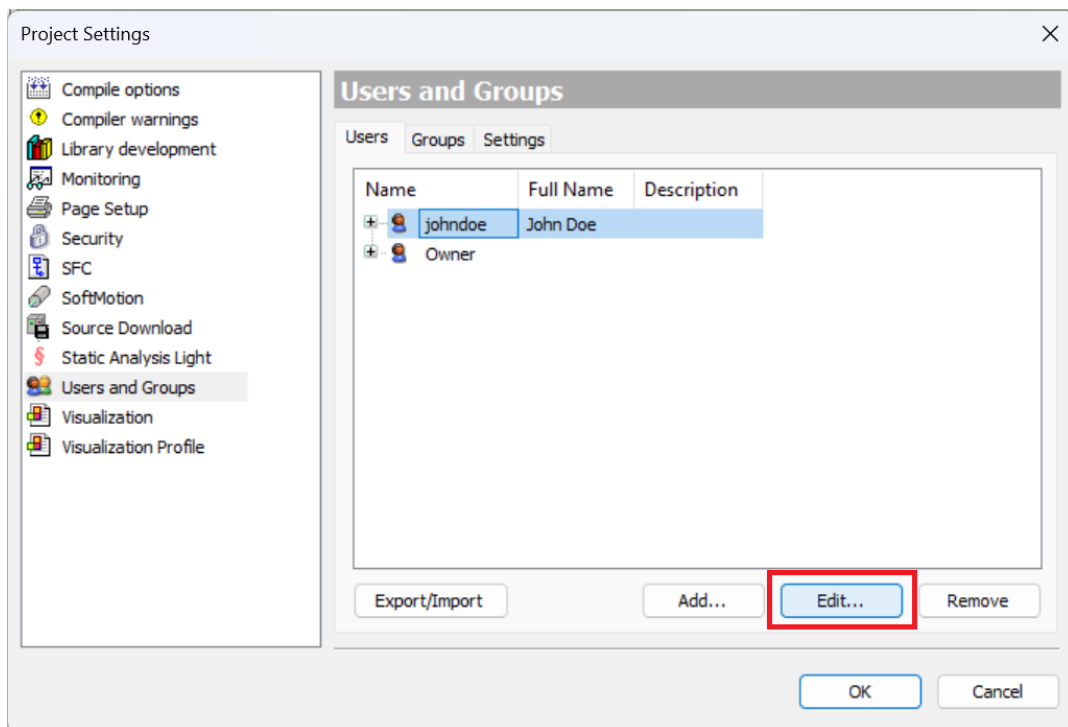 Project Settings
Compile options
Compiler warnings
Library development
Monitoring
Page Setup
Security
SFC
SoftMotion
Source Download
Static Analysis Light
Users and Groups
Visualization
Visualization Profile
Users and Groups
Users Groups Settings
Name Full Name Description
johndoe John Doe
Owner
Export/Import Add... Edit... Remove
OK Cancel